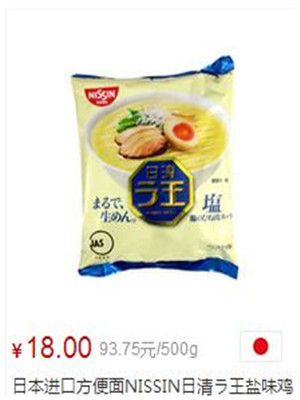 NISSIN
日清
ラ王
まるで、
生めん。
塩
JAS
¥18.00 93.75元/500g
日本进口方便面NISSIN日清ラ王盐味鸡